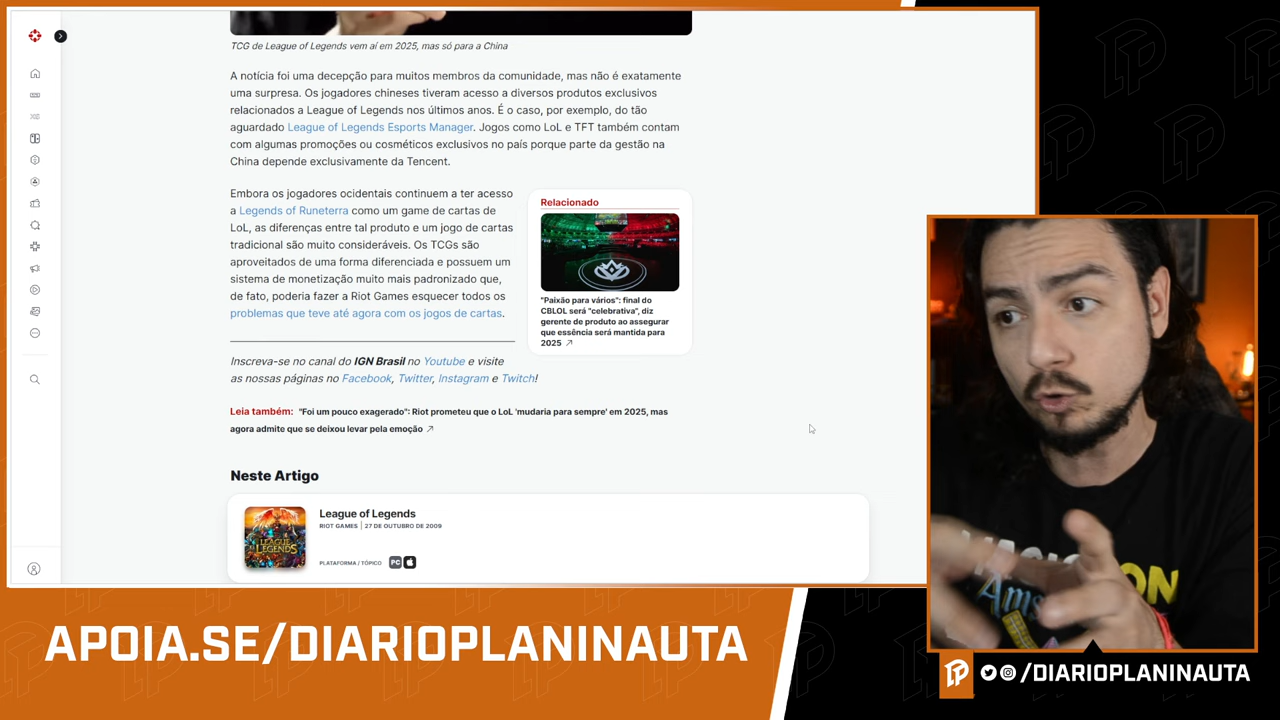 TCG de League of Legends vem aí em 2025, mas só para a China
A notícia foi uma decepção para muitos membros da comunidade, mas não é exatamente
uma surpresa. Os jogadores chineses tiveram acesso a diversos produtos exclusivos
relacionados a League of Legends nos últimos anos. É o caso, por exemplo, do tão
aguardado League of Legends Esports Manager. Jogos como LoL e TFT também contam
com algumas promoções ou cosméticos exclusivos no país porque parte da gestão na
China depende exclusivamente da Tencent.
Embora os jogadores ocidentais continuem a ter acesso
a Legends of Runeterra como um game de cartas de
LoL, as diferenças entre tal produto e um jogo de cartas
tradicional são muito consideráveis. Os TCGs são
aproveitados de uma forma diferenciada e possuem um
sistema de monetização muito mais padronizado que,
de fato, poderia fazer a Riot Games esquecer todos os
problemas que teve até agora com os jogos de cartas.
Relacionado
"Paixão para vários": final do
CBLOL será "celebrativa", diz
gerente de produto ao assegurar
que essência será mantida para
2025
Inscreva-se no canal do IGN Brasil no Youtube e visite
as nossas páginas no Facebook, Twitter, Instagram e Twitch!
Leia também: "Foi um pouco exagerado": Riot prometeu que o LoL 'mudaria para sempre' em 2025, mas
agora admite que se deixou levar pela emoção
Neste Artigo
LEAGUE OF LEGENDS
League of Legends
RIOT GAMES | 27 DE OUTUBRO DE 2009
PLATAFORMA / TÓPICO PC
APOIA.SE/DIARIOPLANINAUTA
/DIARIOPLANINAUTA